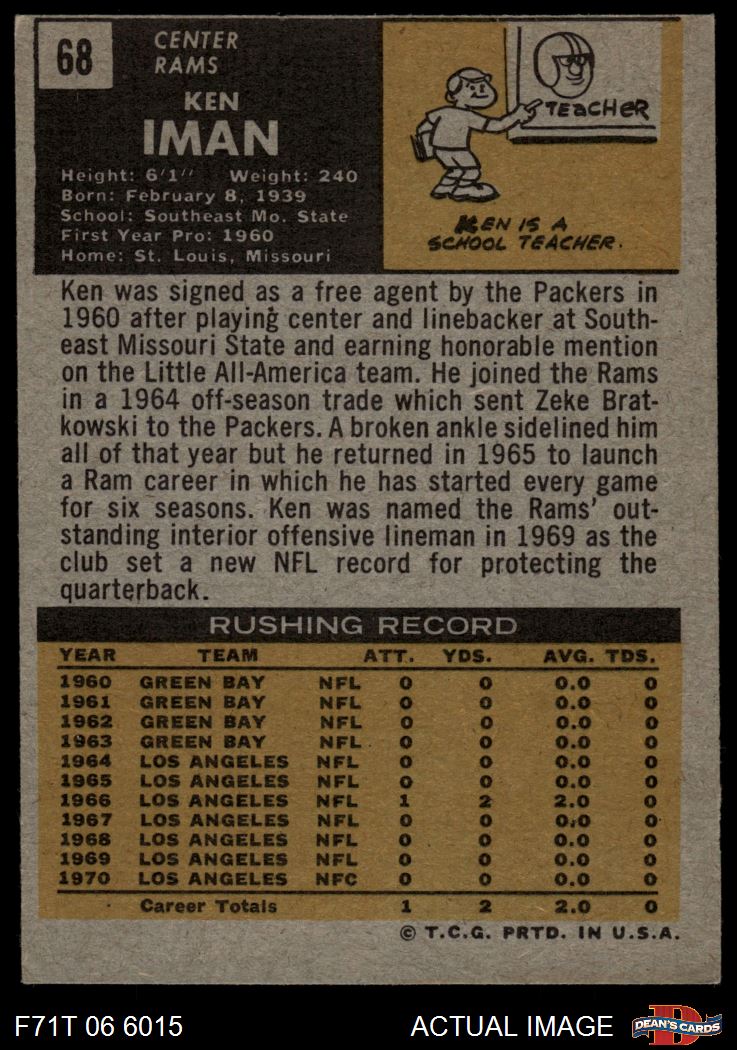 68
CENTER
RAMS
KEN
IMAN
Height: 6'1" Weight: 240
Born: February 8, 1939
School: Southeast Mo. State
First Year Pro: 1960
Home: St. Louis, Missouri
TEACHER
KEN IS A
SCHOOL TEACHER.
Ken was signed as a free agent by the Packers in
1960 after playing center and linebacker at South-
east Missouri State and earning honorable mention
on the Little All-America team. He joined the Rams
in a 1964 off-season trade which sent Zeke Brat-
kowski to the Packers. A broken ankle sidelined him
all of that year but he returned in 1965 to launch
a Ram career in which he has started every game
for six seasons. Ken was named the Rams' out-
standing interior offensive lineman in 1969 as the
club set a new NFL record for protecting the
quarterback.
RUSHING RECORD
YEAR TEAM ATT. YDS. AVG. TDS.
1960 GREEN BAY NFL 0 0 0.0 0
1961 GREEN BAY NFL 0 0 0.0 0
1962 GREEN BAY NFL 0 0 0.0 0
1963 GREEN BAY NFL 0 0 0.0 0
1964 LOS ANGELES NFL 0 0 0.0 0
1965 LOS ANGELES NFL 0 0 0.0 0
1966 LOS ANGELES NFL 1 2 2.0 0
1967 LOS ANGELES NFL 0 0 0.0 0
1968 LOS ANGELES NFL 0 0 0.0 0
1969 LOS ANGELES NFL 0 0 0.0 0
1970 LOS ANGELES NFC 0 0 0.0 0
Career Totals 1 2 2.0 0
© T.C.G. PRTD. IN U.S.A.
F71T 06 6015 ACTUAL IMAGE D DEAN'S CARDS